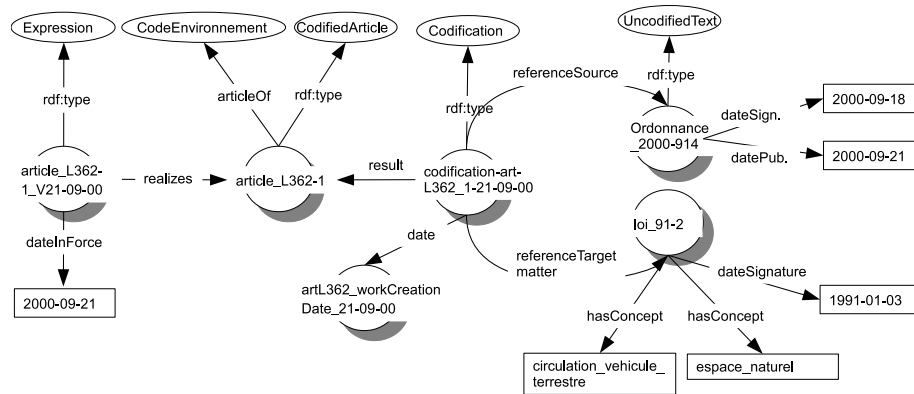 Expression
CodeEnvironnement
CodifiedArticle
Codification
UncodifiedText
referenceSource
rdf:type
articleOf
rdf:type
rdf:type
rdf:type
2000-09-18
dateSign.
Ordonnance
_2000-914
datePub.
2000-09-21
article_L362-
1_V21-09-00
realizes
article_L362-1
result
codification-art-
L362_1-21-09-00
loi_91-2
dateInForce
date
referenceTarget
matter
dateSignature
2000-09-21
artL362_workCreation
Date_21-09-00
1991-01-03
hasConcept
hasConcept
circulation_vehicule_
terrestre
espace_naturel